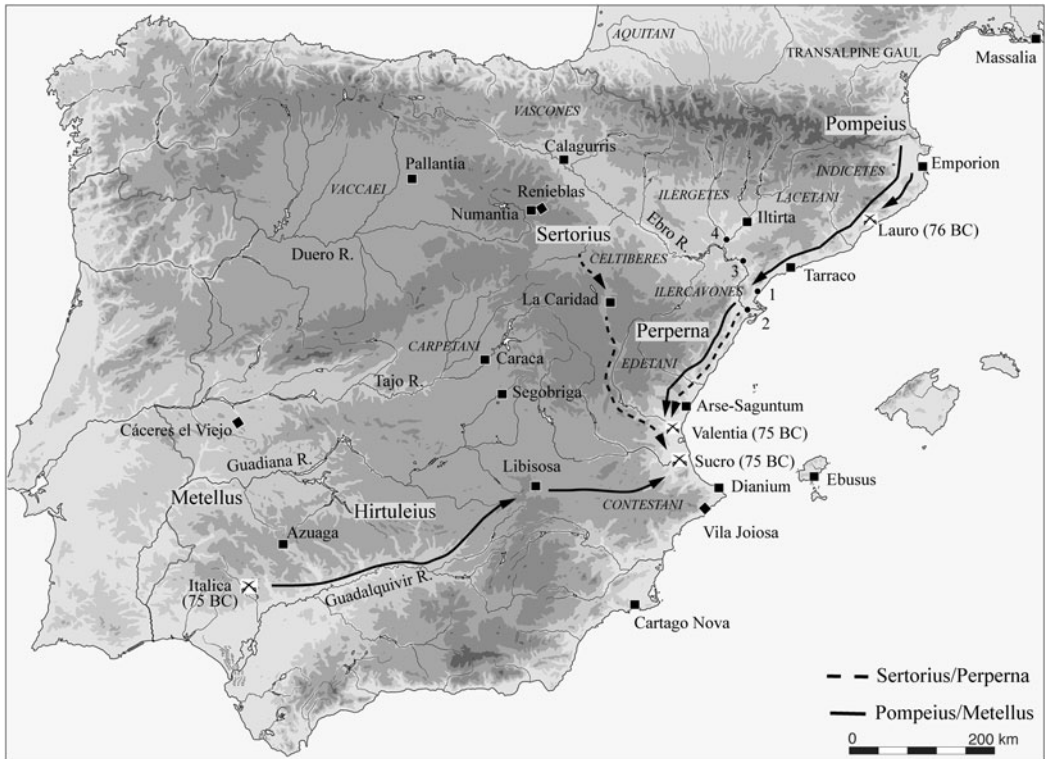 AQUITANI
TRANSALPINE GAUL
Massalia
VASCONES
Pompeius
Calagurris
Emporion
Pallantia
INDICETES
VACCAEI
Renieblas
ILERGETES
LACETANI
Numantia
Iltirta
Lauro (76 BC)
Sertorius
Ebro R.
4
Duero R.
CELTIBERES
3
Tarraco
ILERCAVONES
1
La Caridad
2
Perperna
CARPETANI
Caraca
EDETANI
Tajo R.
Segobriga
Arse-Saguntum
Cáceres el Viejo
Valentia (75 BC)
Guadiana R.
Sucro (75 BC)
Libisosa
Ebusus
Metellus
Dianium
Hirtuleius
CONTESTANI
Vila Joiosa
Azuaga
Italica
(75 BC)
Guadalquivir R.
Cartago Nova
Sertorius/Perperna
Pompeius/Metellus
0 200 km